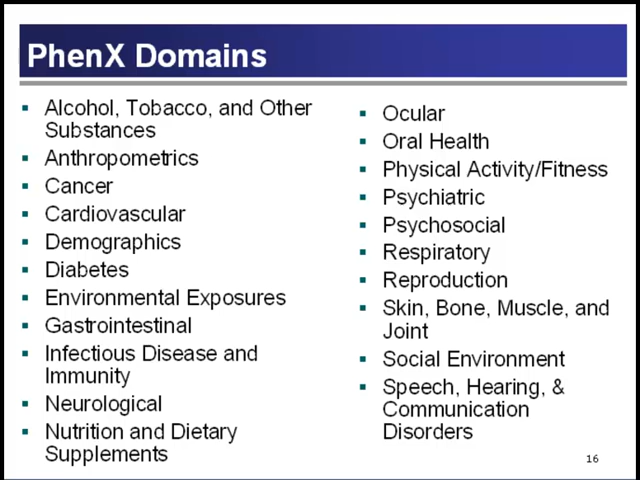 PhenX Domains
Alcohol, Tobacco, and Other
Substances
Anthropometrics
Cancer
Cardiovascular
Demographics
Diabetes
Environmental Exposures
Gastrointestinal
Infectious Disease and
Immunity
Neurological
Nutrition and Dietary
Supplements
Ocular
Oral Health
Physical Activity/Fitness
Psychiatric
Psychosocial
Respiratory
Reproduction
Skin, Bone, Muscle, and
Joint
Social Environment
Speech, Hearing, &
Communication
Disorders
16